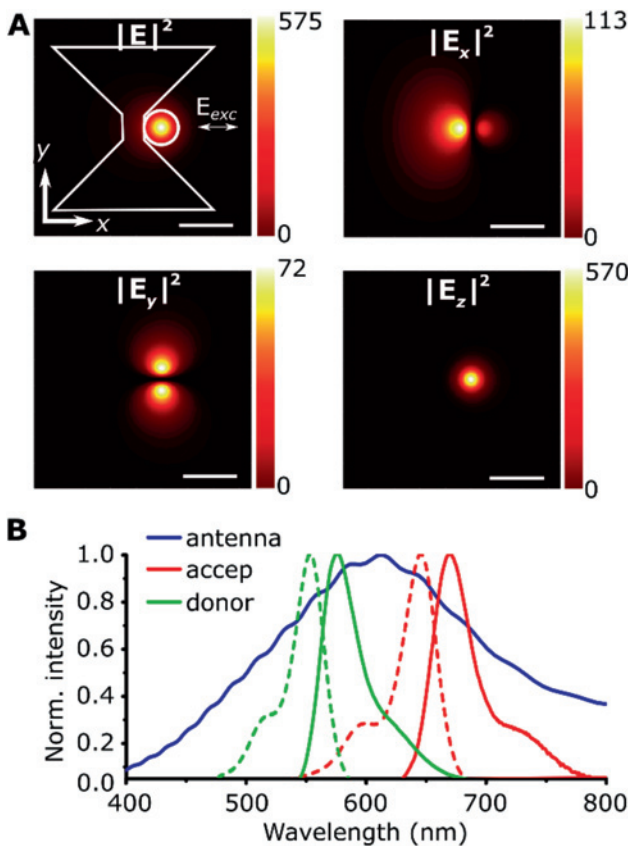 A
|E|²
575
E_exc
y
x
0
|E_x|²
113
0
|E_y|²
72
0
|E_z|²
570
0
B
antenna
accep
donor
1.0
0.8
0.6
0.4
0.2
0.0
Norm. intensity
400 500 600 700 800
Wavelength (nm)